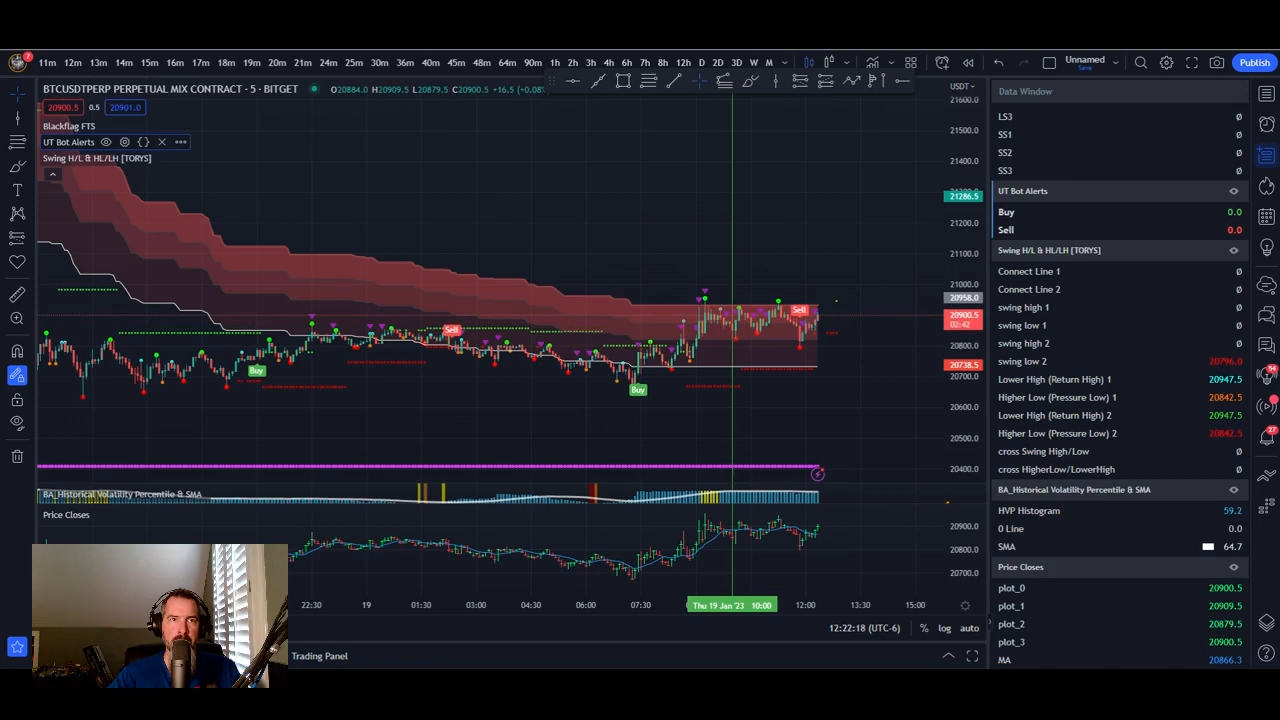 7
11m 12m 13m 14m 15m 16m 18m 20m 24m 25m 30m 36m 40m 45m 48m 60m 64m 90m 1h 2h 3h 4h 5h 6h 7h 8h 12h D 2D 3D W M
Unnamed
Save
Publish
BTCUSDTPERP PERPETUAL MIX CONTRACT · 5 · BITGET
O20884.0 H20909.5 L20879.5 C20900.5 +16.5 (+0.08%
20900.5 0.5 20901.0
Blackflag FTS
UT Bot Alerts
Swing H/L & HL/LH [TORYS]
USDT
21600.0
21500.0
21400.0
21286.5
21200.0
21100.0
21000.0
20958.0
20900.5
02:42
20800.0
20738.5
20700.0
20600.0
20500.0
20400.0
Buy
Sell
Buy
Sell
BA_Historical Volatility Percentile & SMA
Price Closes
20900.0
20800.0
20700.0
22:30 19 01:30 03:00 04:30 06:00 07:30 Thu 19 Jan '23 10:00 12:00 13:30 15:00
12:22:18 (UTC-6) % log auto
Trading Panel
Data Window
LS3 Ø
SS1 Ø
SS2 Ø
SS3 Ø
UT Bot Alerts
Buy 0.0
Sell 0.0
Swing H/L & HL/LH [TORYS]
Connect Line 1 Ø
Connect Line 2 Ø
swing high 1 Ø
swing low 1 Ø
swing high 2 Ø
swing low 2 20796.0
Lower High (Return High) 1 20947.5
Higher Low (Pressure Low) 1 20842.5
Lower High (Return High) 2 20947.5
Higher Low (Pressure Low) 2 20842.5
cross Swing High/Low Ø
cross HigherLow/LowerHigh Ø
BA_Historical Volatility Percentile & SMA
HVP Histogram 59.2
0 Line 0.0
SMA 64.7
Price Closes
plot_0 20900.5
plot_1 20909.5
plot_2 20879.5
plot_3 20900.5
MA 20866.3
54
27